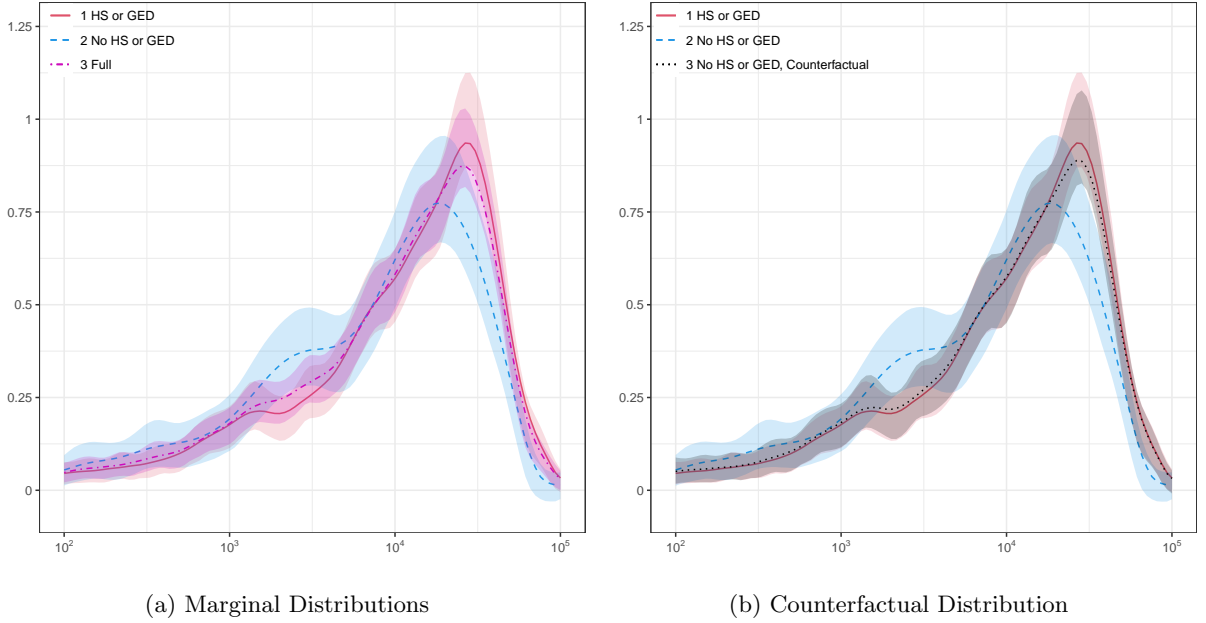 1 HS or GED
2 No HS or GED
3 Full
1.25
1
0.75
0.5
0.25
0
10²
10³
10⁴
10⁵
(a) Marginal Distributions
1 HS or GED
2 No HS or GED
3 No HS or GED, Counterfactual
1.25
1
0.75
0.5
0.25
0
10²
10³
10⁴
10⁵
(b) Counterfactual Distribution